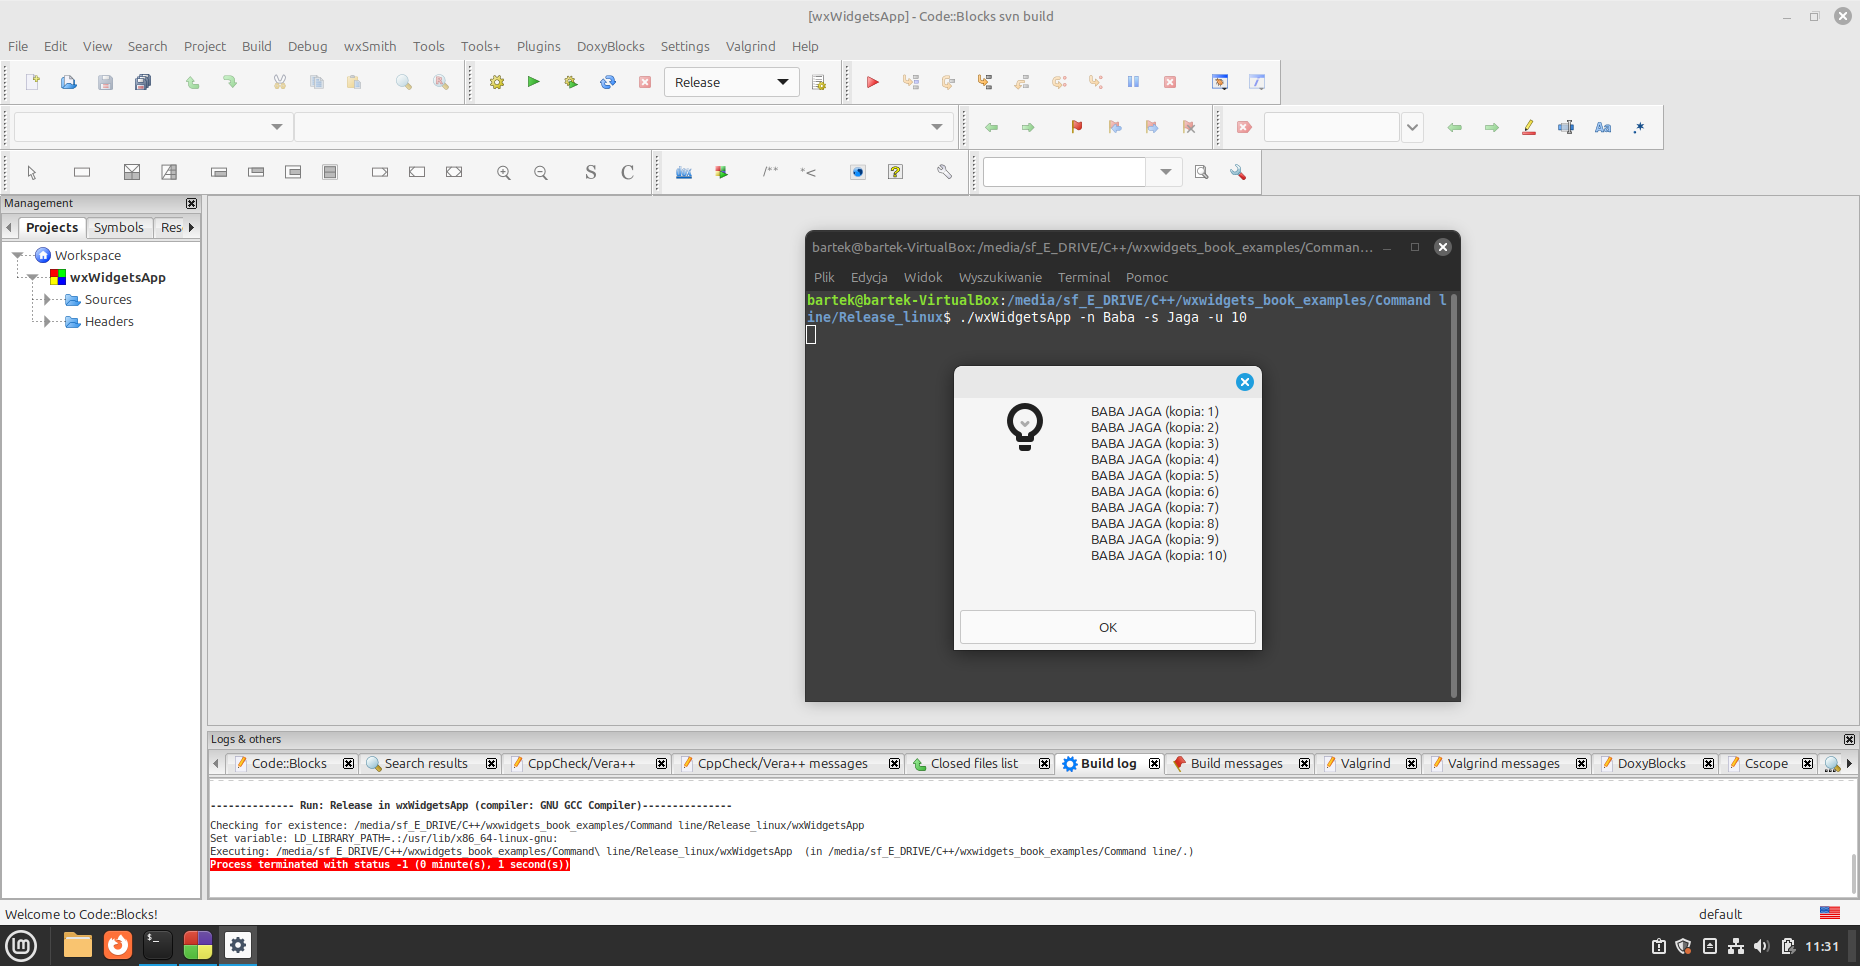 [wxWidgetsApp] - Code::Blocks svn build
File Edit View Search Project Build Debug wxSmith Tools Tools+ Plugins DoxyBlocks Settings Valgrind Help
Release
Aa .*
S C /** *<
Management
Projects Symbols Res
Workspace
wxWidgetsApp
Sources
Headers
bartek@bartek-VirtualBox: /media/sf_E_DRIVE/C++/wxwidgets_book_examples/Comman...
Plik Edycja Widok Wyszukiwanie Terminal Pomoc
bartek@bartek-VirtualBox:/media/sf_E_DRIVE/C++/wxwidgets_book_examples/Command l
ine/Release_linux$ ./wxWidgetsApp -n Baba -s Jaga -u 10
BABA JAGA (kopia: 1)
BABA JAGA (kopia: 2)
BABA JAGA (kopia: 3)
BABA JAGA (kopia: 4)
BABA JAGA (kopia: 5)
BABA JAGA (kopia: 6)
BABA JAGA (kopia: 7)
BABA JAGA (kopia: 8)
BABA JAGA (kopia: 9)
BABA JAGA (kopia: 10)
OK
Logs & others
Code::Blocks Search results CppCheck/Vera++ CppCheck/Vera++ messages Closed files list Build log Build messages Valgrind Valgrind messages DoxyBlocks Cscope
-------------- Run: Release in wxWidgetsApp (compiler: GNU GCC Compiler)---------------
Checking for existence: /media/sf_E_DRIVE/C++/wxwidgets_book_examples/Command line/Release_linux/wxWidgetsApp
Set variable: LD_LIBRARY_PATH=.:/usr/lib/x86_64-linux-gnu:
Executing: /media/sf_E_DRIVE/C++/wxwidgets_book_examples/Command\ line/Release_linux/wxWidgetsApp  (in /media/sf_E_DRIVE/C++/wxwidgets_book_examples/Command line/.)
Process terminated with status -1 (0 minute(s), 1 second(s))
Welcome to Code::Blocks! default
11:31